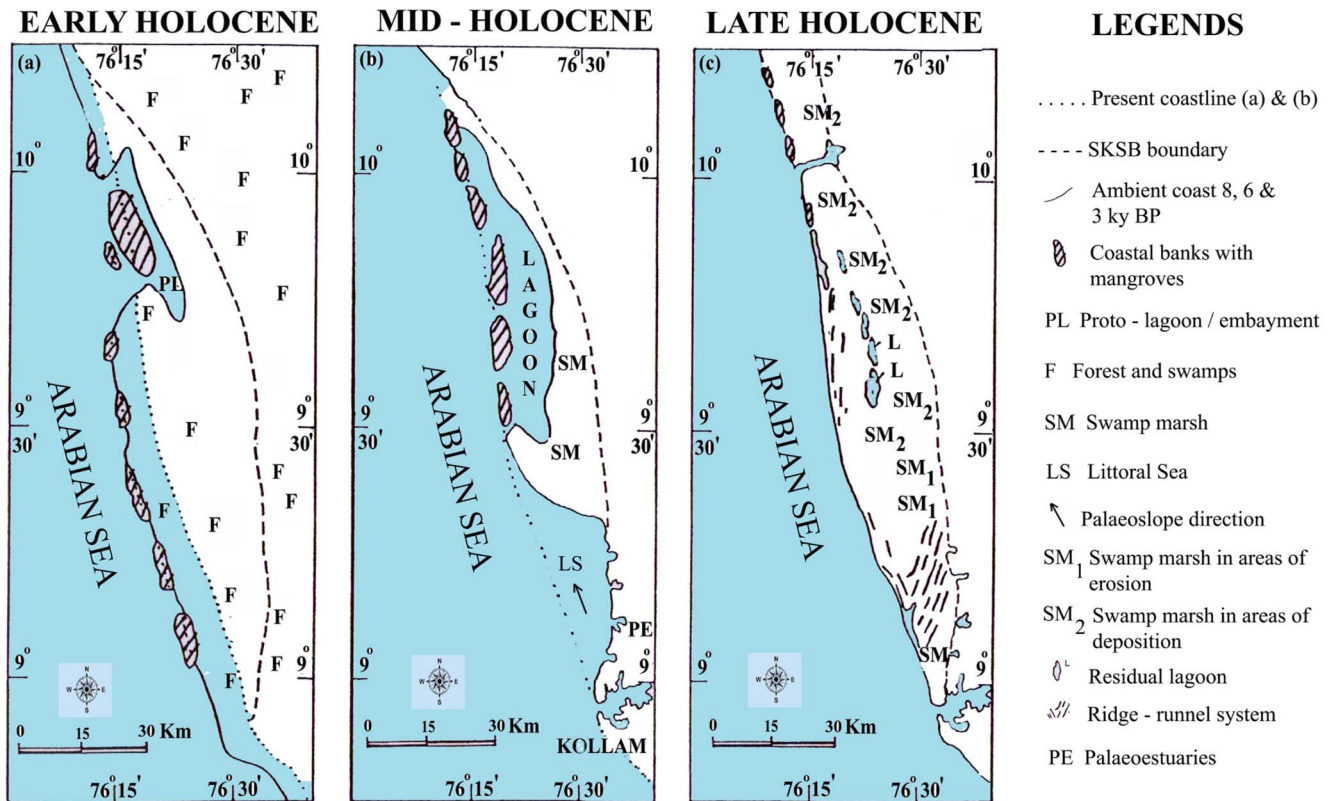 EARLY HOLOCENE
(a)
76° 15'
76° 30'
F
F
F
F
F
10°
10°
F
F
F
F
PL
F
9°
30'
9°
30'
F
F
F
F
F
ARABIAN SEA
F
F
F
9°
9°
F
F
N
W E
S
0 15 30 Km
76° 15'
76° 30'
MID - HOLOCENE
(b)
76° 15'
76° 30'
10°
10°
LAGOON
SM
SM
9°
30'
9°
30'
ARABIAN SEA
LS
PE
9°
9°
N
W E
S
0 15 30 Km
KOLLAM
76° 15'
76° 30'
LATE HOLOCENE
(c)
76° 15'
76° 30'
SM2
10°
10°
SM2
SM2
SM2
L
L
SM2
9°
30'
9°
30'
SM2
SM1
SM1
ARABIAN SEA
SM
9°
9°
N
W E
S
0 15 30 Km
76° 15'
76° 30'
LEGENDS
..... Present coastline (a) & (b)
---- SKSB boundary
Ambient coast 8, 6 &
3 ky BP
Coastal banks with
mangroves
PL Proto - lagoon / embayment
F Forest and swamps
SM Swamp marsh
LS Littoral Sea
Palaeoslope direction
SM1 Swamp marsh in areas of
erosion
SM2 Swamp marsh in areas of
deposition
L Residual lagoon
Ridge - runnel system
PE Palaeoestuaries